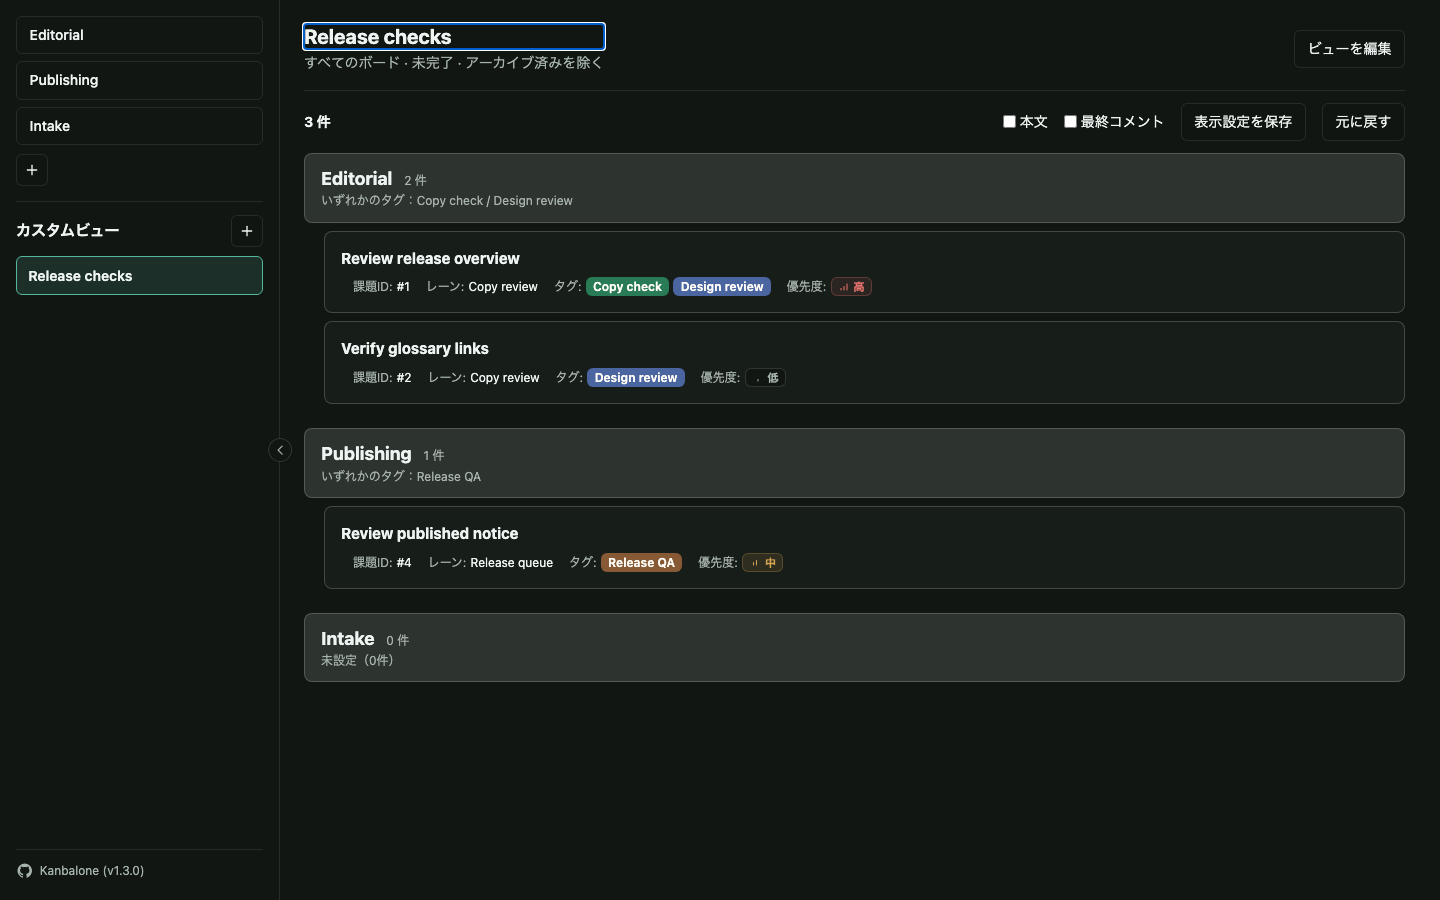 Editorial
Publishing
Intake
カスタムビュー
Release checks
Kanbalone (v1.3.0)
Release checks
すべてのボード · 未完了 · アーカイブ済みを除く
ビューを編集
3 件
本文 最終コメント 表示設定を保存 元に戻す
Editorial 2 件
いずれかのタグ：Copy check / Design review
Review release overview
課題ID: #1 レーン: Copy review タグ: Copy check Design review 優先度: 高
Verify glossary links
課題ID: #2 レーン: Copy review タグ: Design review 優先度: 低
Publishing 1 件
いずれかのタグ：Release QA
Review published notice
課題ID: #4 レーン: Release queue タグ: Release QA 優先度: 中
Intake 0 件
未設定（0件）